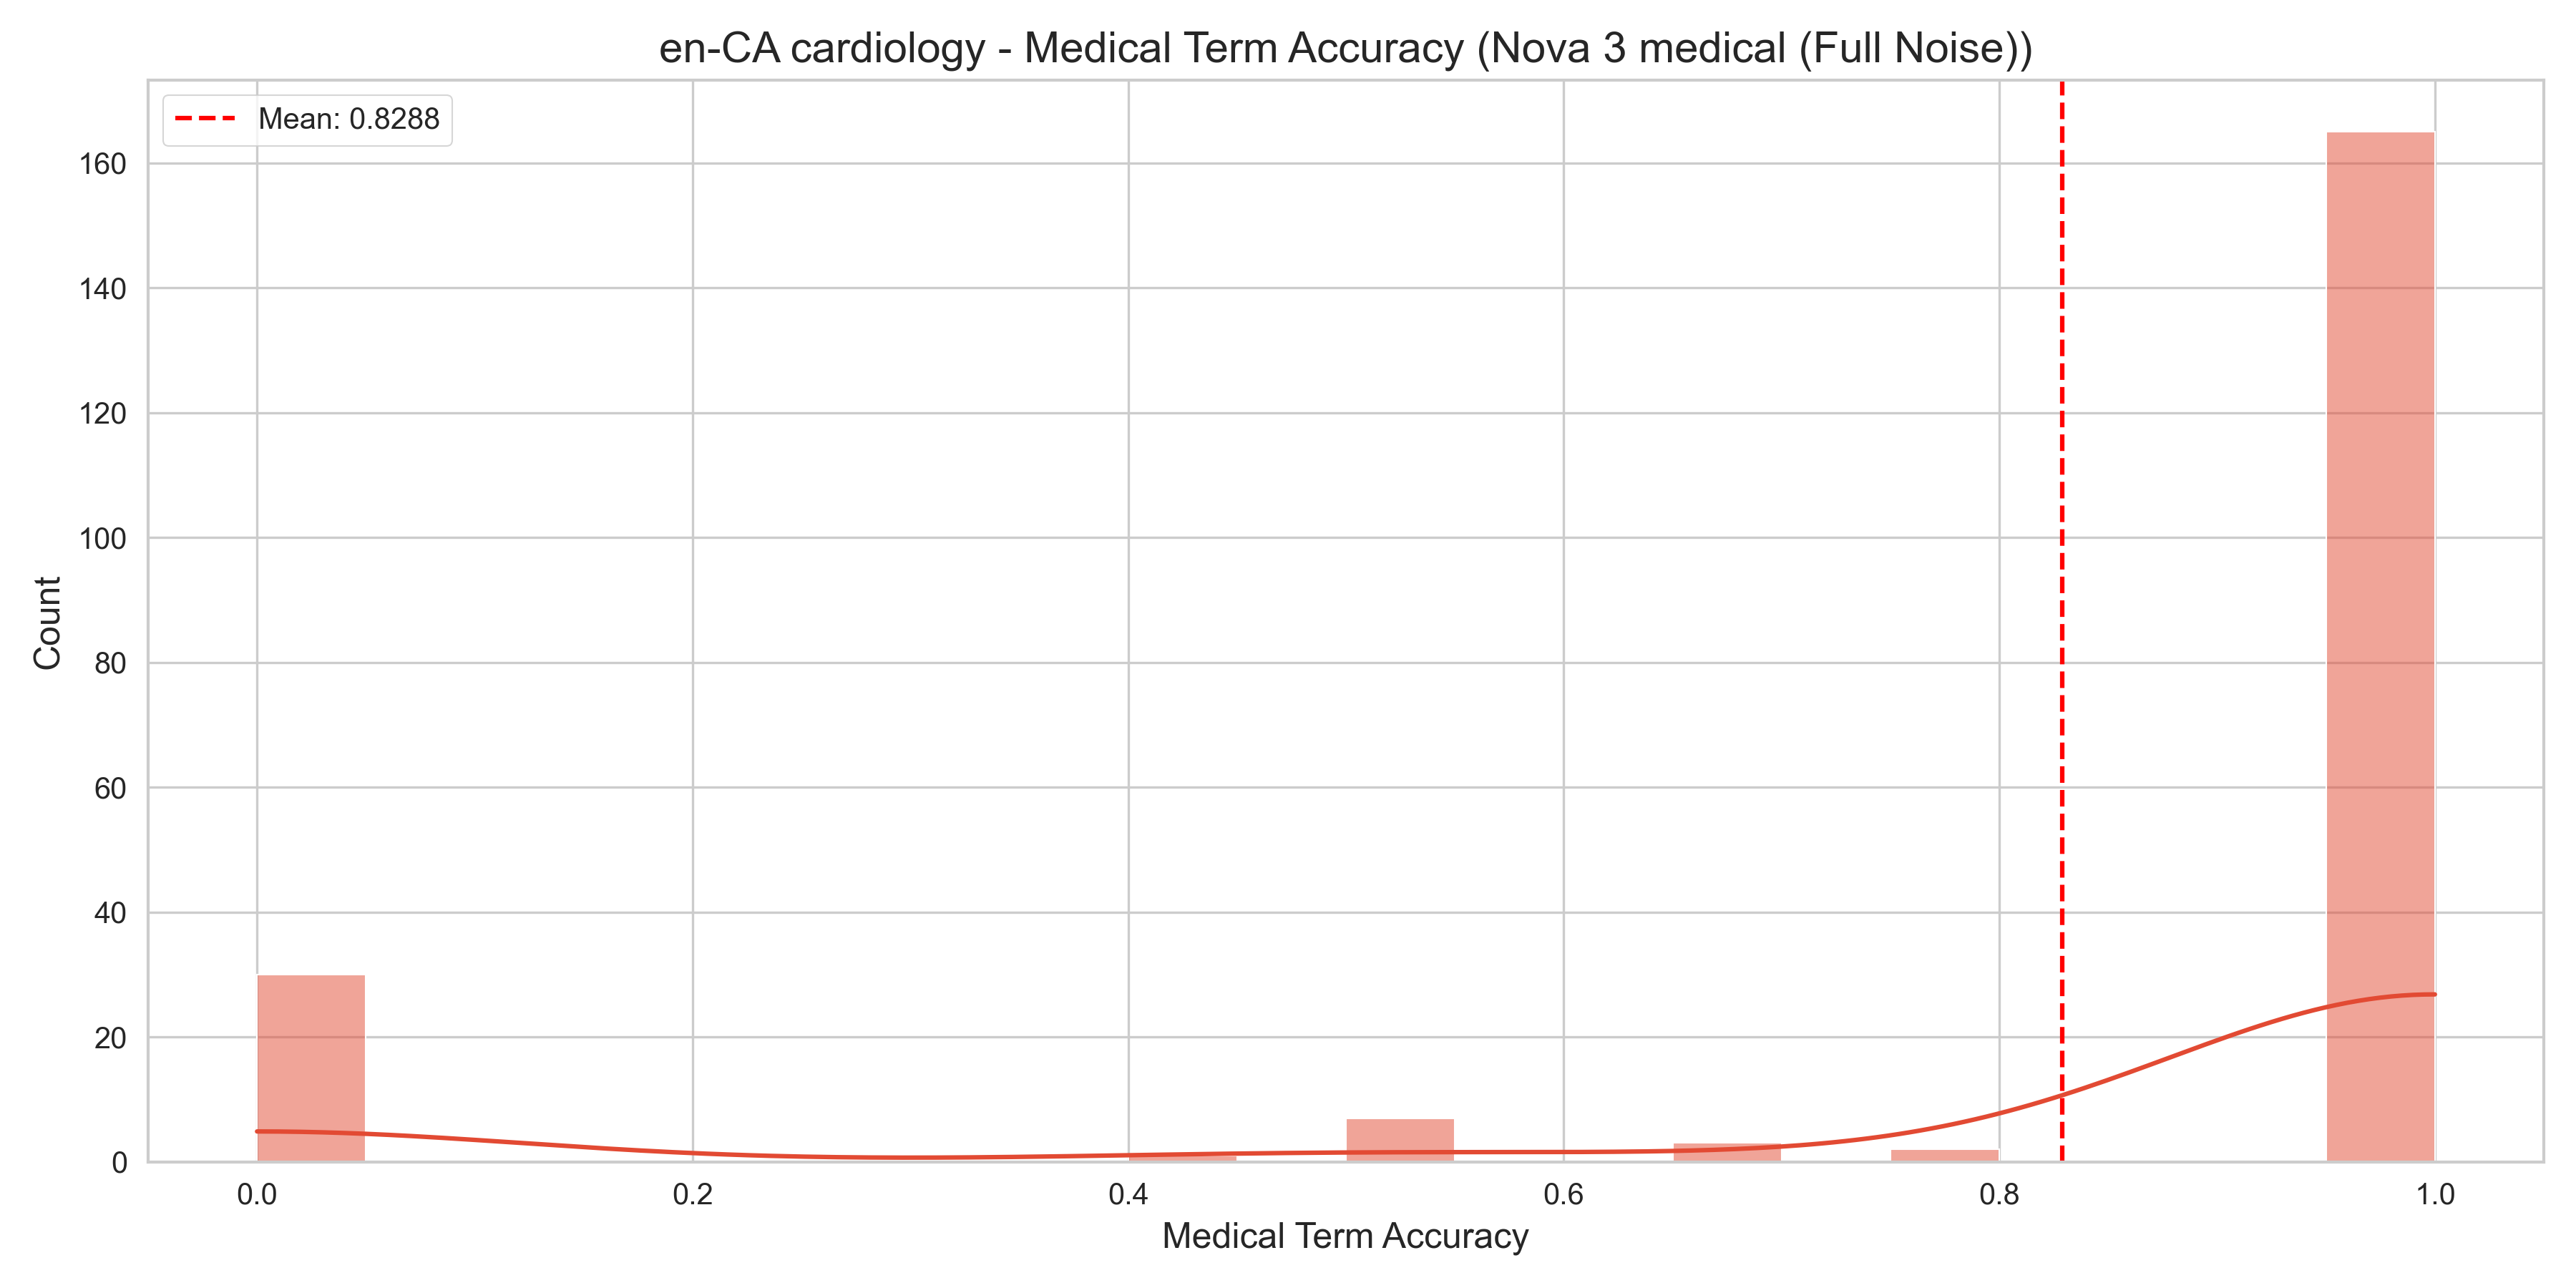 en-CA cardiology - Medical Term Accuracy (Nova 3 medical (Full Noise))
Mean: 0.8288
160
140
120
100
80
60
40
20
0
Count
0.0 0.2 0.4 0.6 0.8 1.0
Medical Term Accuracy